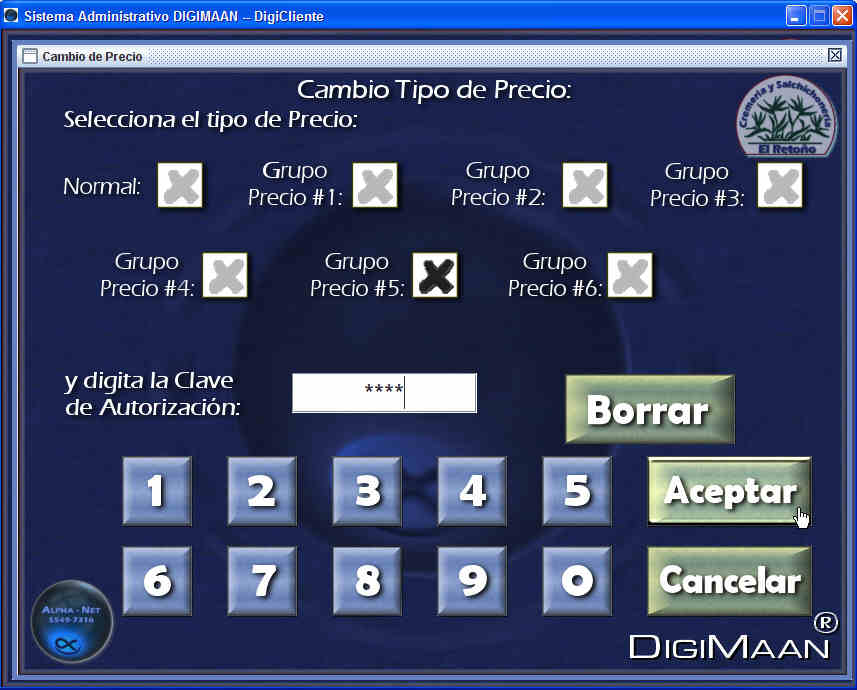 Sistema Administrativo DIGIMAAN -- DigiCliente
Cambio de Precio
Cambio Tipo de Precio:
Selecciona el tipo de Precio:
Cremería y Salchichonería
El Retoño
Normal:
Grupo
Precio #1:
Grupo
Precio #2:
Grupo
Precio #3:
Grupo
Precio #4:
Grupo
Precio #5:
Grupo
Precio #6:
y digita la Clave
de Autorización:
****
Borrar
1 2 3 4 5
Aceptar
6 7 8 9 0
Cancelar
ALPHA - NET
5549-7316
DIGIMAAN ®